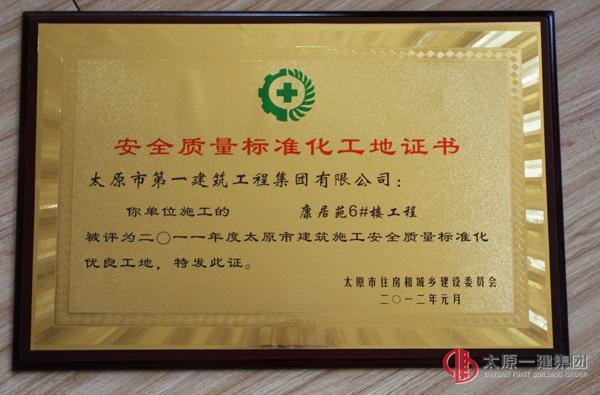 安全质量标准化工地证书
太原市第一建筑工程集团有限公司：
你单位施工的 康居苑6#楼工程
被评为二〇一一年度太原市建筑施工安全质量标准化
优良工地，特发此证。
太原市住房和城乡建设委员会
二〇一二年元月
太原一建集团
TAIYUAN FIRST BUILDING GROUP